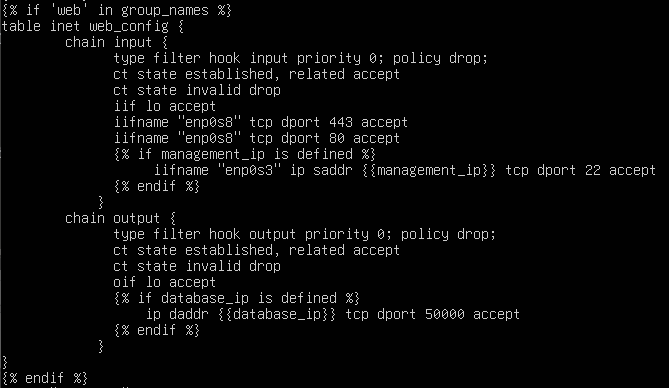 {% if 'web' in group_names %}
table inet web_config {
chain input {
type filter hook input priority 0; policy drop;
ct state established, related accept
ct state invalid drop
iif lo accept
iifname "enp0s8" tcp dport 443 accept
iifname "enp0s8" tcp dport 80 accept
{% if management_ip is defined %}
iifname "enp0s3" ip saddr {{management_ip}} tcp dport 22 accept
{% endif %}
}
chain output {
type filter hook output priority 0; policy drop;
ct state established, related accept
ct state invalid drop
oif lo accept
{% if database_ip is defined %}
ip daddr {{database_ip}} tcp dport 50000 accept
{% endif %}
}
}
{% endif %}